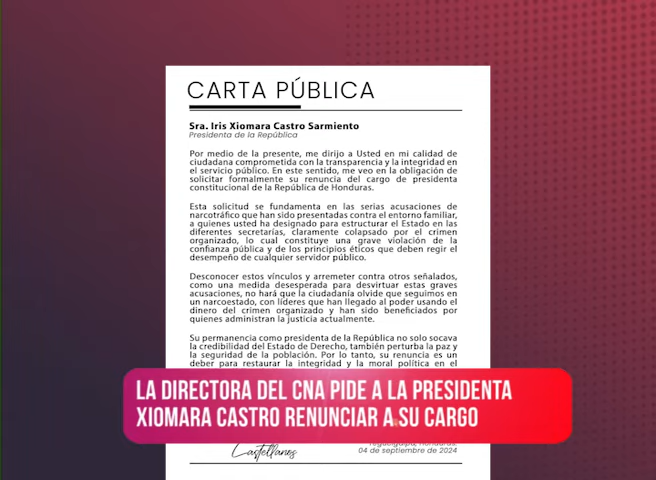 CARTA PÚBLICA
Sra. Iris Xiomara Castro Sarmiento
Presidenta de la República
Por medio de la presente, me dirijo a Usted en mi calidad de
ciudadana comprometida con la transparencia y la integridad en
el servicio público. En este sentido, me veo en la obligación de
solicitar formalmente su renuncia del cargo de presidenta
constitucional de la República de Honduras.
Esta solicitud se fundamenta en las serias acusaciones de
narcotráfico que han sido presentadas contra el entorno familiar,
a quienes usted ha designado para estructurar el Estado en las
diferentes secretarías, claramente colapsado por el crimen
organizado, lo cual constituye una grave violación de la
confianza pública y de los principios éticos que deben regir el
desempeño de cualquier servidor público.
Desconocer estos vínculos y arremeter contra otros señalados,
como una medida desesperada para desvirtuar estas graves
acusaciones, no hará que la ciudadanía olvide que seguimos en
un narcoestado, con líderes que han llegado al poder usando el
dinero del crimen organizado y han sido beneficiados por
quienes administran la justicia actualmente.
Su permanencia como presidenta de la República no solo socava
la credibilidad del Estado de Derecho, también perturba la paz y
la seguridad de la población. Por lo tanto, su renuncia es un
deber para restaurar la integridad y la moral política en el
LA DIRECTORA DEL CNA PIDE A LA PRESIDENTA
XIOMARA CASTRO RENUNCIAR A SU CARGO
Castellanos
04 de septiembre de 2024